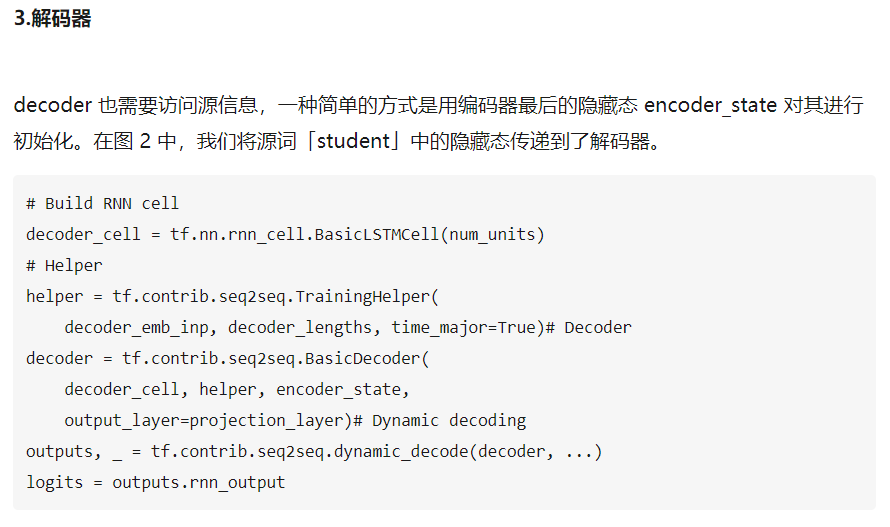 3.解码器
decoder 也需要访问源信息，一种简单的方式是用编码器最后的隐藏态 encoder_state 对其进行
初始化。在图 2 中，我们将源词「student」中的隐藏态传递到了解码器。
# Build RNN cell
decoder_cell = tf.nn.rnn_cell.BasicLSTMCell(num_units)
# Helper
helper = tf.contrib.seq2seq.TrainingHelper(
    decoder_emb_inp, decoder_lengths, time_major=True)# Decoder
decoder = tf.contrib.seq2seq.BasicDecoder(
    decoder_cell, helper, encoder_state,
    output_layer=projection_layer)# Dynamic decoding
outputs, _ = tf.contrib.seq2seq.dynamic_decode(decoder, ...)
logits = outputs.rnn_output